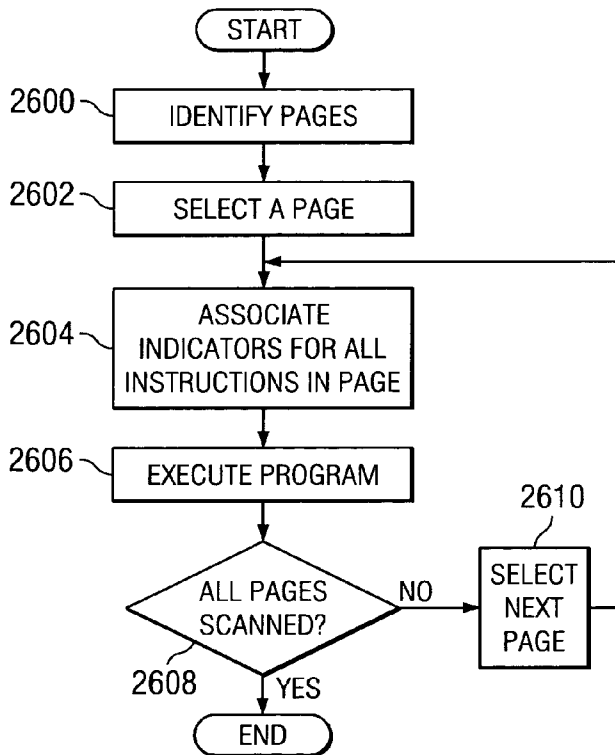 START
2600
IDENTIFY PAGES
2602
SELECT A PAGE
2604
ASSOCIATE
INDICATORS FOR ALL
INSTRUCTIONS IN PAGE
2606
EXECUTE PROGRAM
2610
ALL PAGES
SCANNED?
NO
SELECT
NEXT
PAGE
2608
YES
END